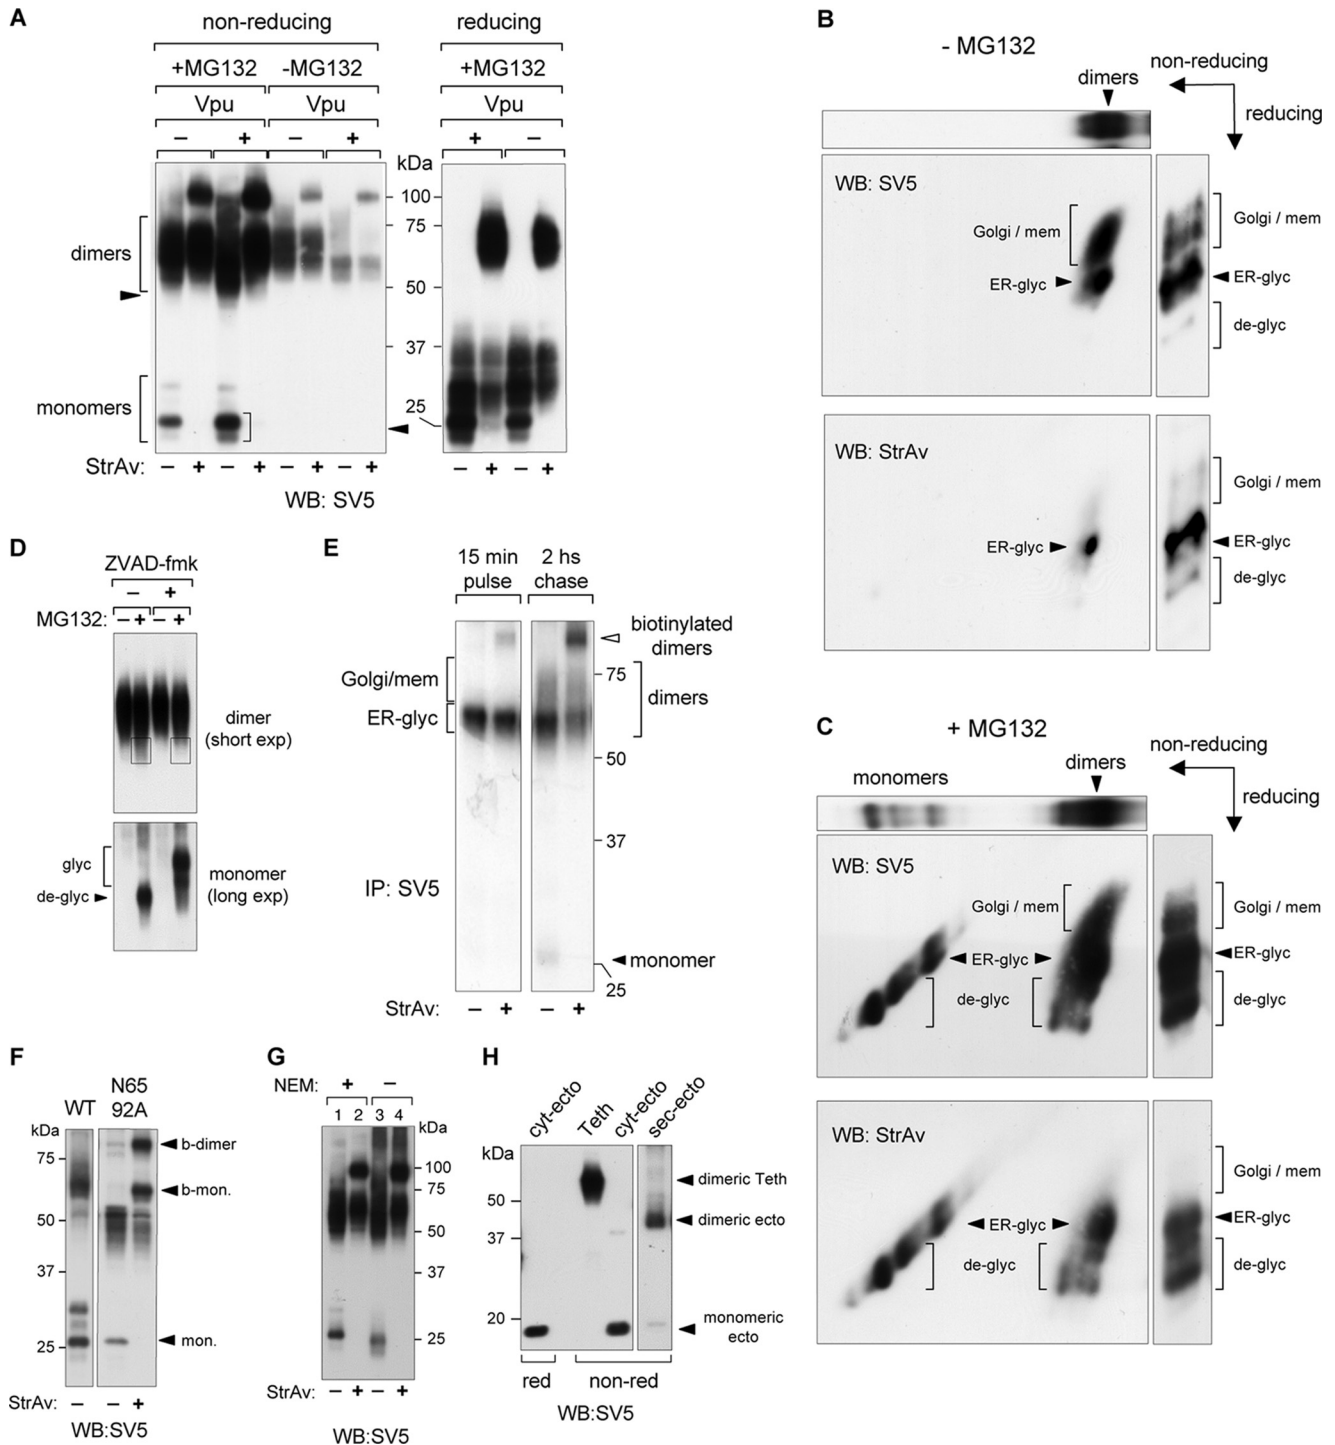 A
non-reducing
reducing
+MG132 -MG132
+MG132
Vpu Vpu
Vpu
– + – +
+ –
kDa
100
75
50
37
25
dimers
monomers
StrAv: – + – + – + – +
– + – +
WB: SV5
B
- MG132
dimers
non-reducing
reducing
WB: SV5
Golgi / mem
ER-glyc
Golgi / mem
ER-glyc
de-glyc
WB: StrAv
ER-glyc
Golgi / mem
ER-glyc
de-glyc
C
+ MG132
monomers
dimers
non-reducing
reducing
WB: SV5
Golgi / mem
ER-glyc
de-glyc
Golgi / mem
ER-glyc
de-glyc
WB: StrAv
ER-glyc
de-glyc
Golgi / mem
ER-glyc
de-glyc
D
ZVAD-fmk
– +
MG132: – + – +
dimer
(short exp)
glyc
de-glyc
monomer
(long exp)
E
15 min
pulse
2 hs
chase
biotinylated
dimers
Golgi/mem
ER-glyc
75
dimers
50
37
IP: SV5
monomer
25
StrAv: – + – +
F
WT
N65
92A
kDa
75
50
37
25
b-dimer
b-mon.
mon.
StrAv: – – +
WB:SV5
G
NEM: + –
1 2 3 4
kDa
100
75
50
37
25
StrAv: – + – +
WB:SV5
H
cyt-ecto
Teth
cyt-ecto
sec-ecto
kDa
50
37
20
dimeric Teth
dimeric ecto
monomeric
ecto
red
non-red
WB:SV5